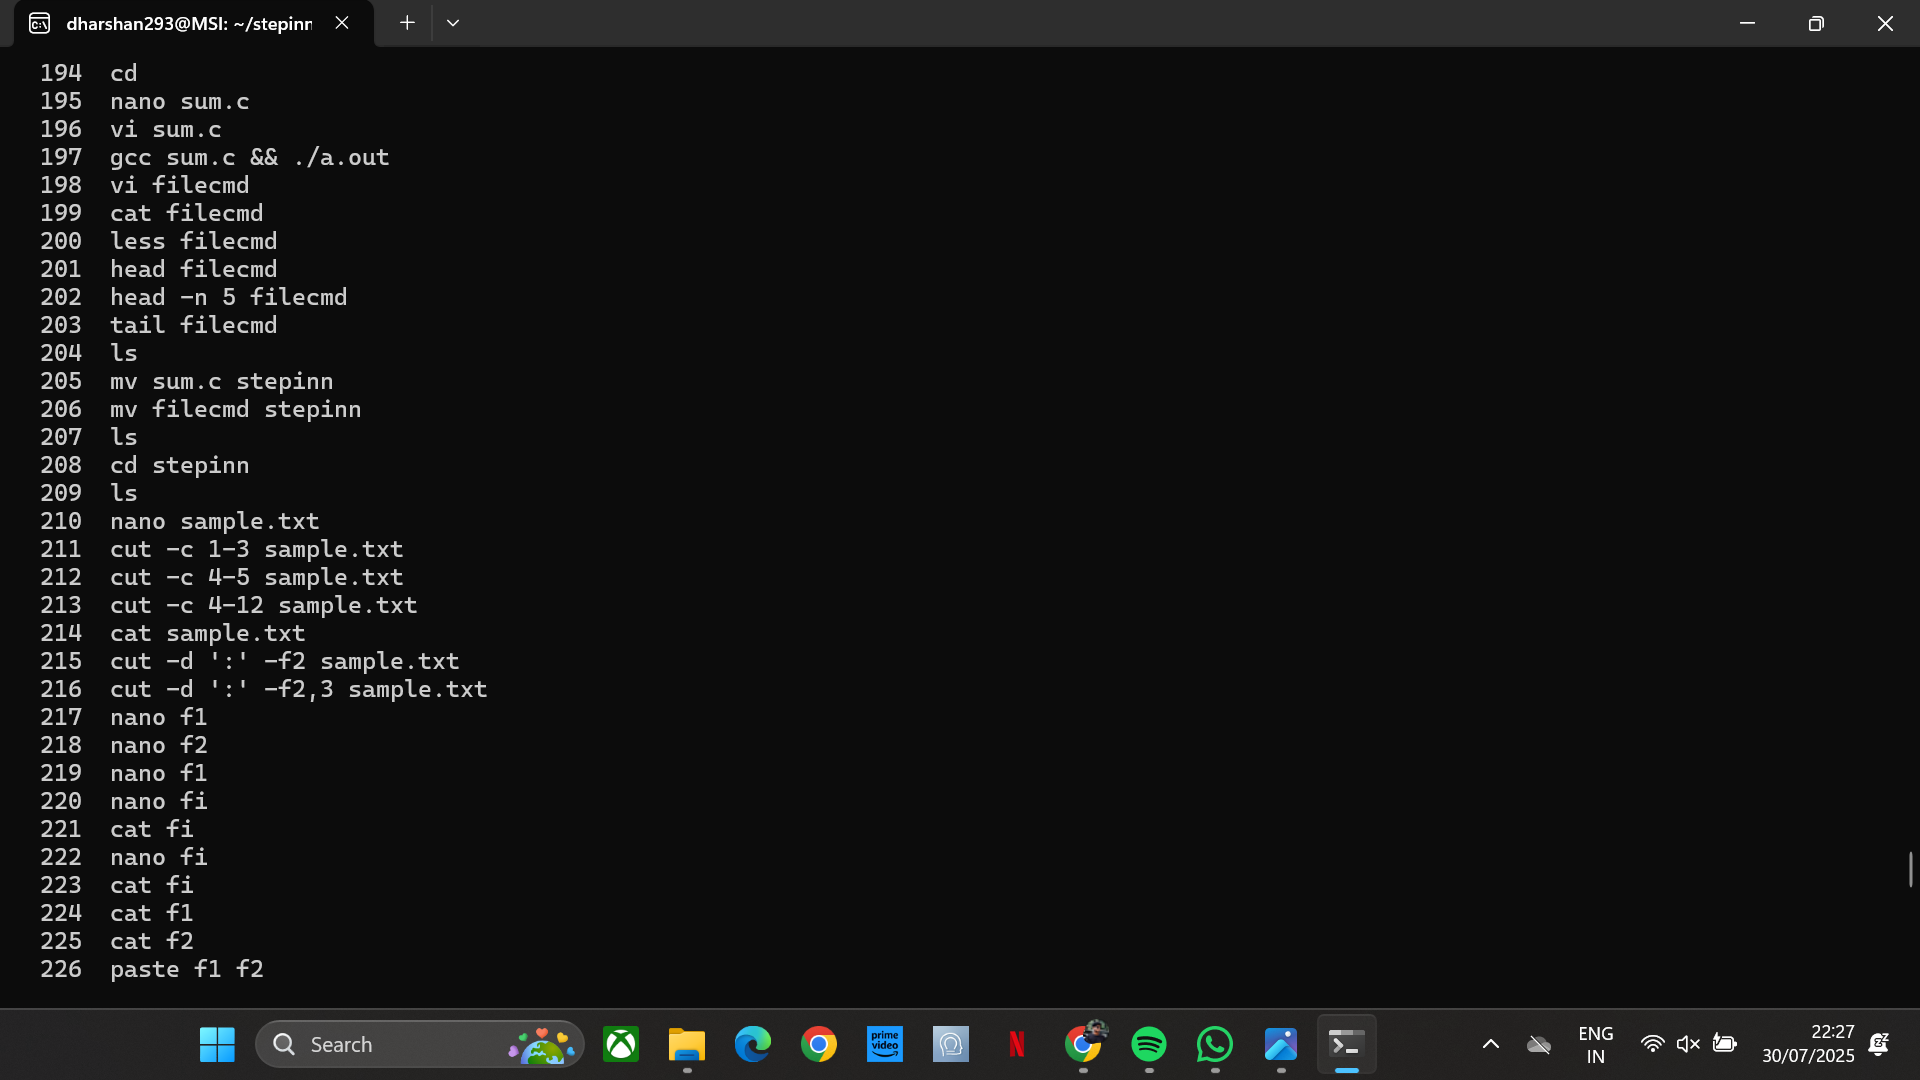 dharshan293@MSI: ~/stepinn
194 cd
195 nano sum.c
196 vi sum.c
197 gcc sum.c && ./a.out
198 vi filecmd
199 cat filecmd
200 less filecmd
201 head filecmd
202 head -n 5 filecmd
203 tail filecmd
204 ls
205 mv sum.c stepinn
206 mv filecmd stepinn
207 ls
208 cd stepinn
209 ls
210 nano sample.txt
211 cut -c 1-3 sample.txt
212 cut -c 4-5 sample.txt
213 cut -c 4-12 sample.txt
214 cat sample.txt
215 cut -d ':' -f2 sample.txt
216 cut -d ':' -f2,3 sample.txt
217 nano f1
218 nano f2
219 nano f1
220 nano fi
221 cat fi
222 nano fi
223 cat fi
224 cat f1
225 cat f2
226 paste f1 f2
Search
prime video
N
ENG
IN
22:27
30/07/2025